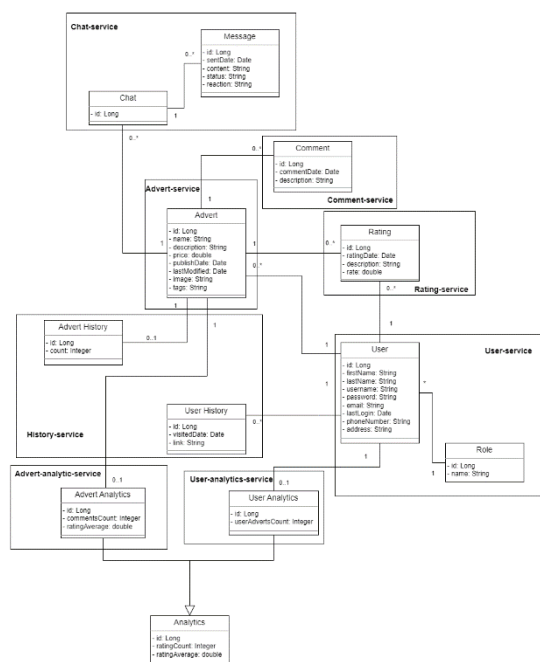 Chat-service
Message
- id: Long
- sentDate: Date
- content: String
- status: String
- reaction: String
0..*
Chat
- id: Long
1
0..*
0..*
Comment
- id: Long
- commentDate: Date
- description: String
Comment-service
Advert-service
1
Advert
- id: Long
- name: String
- description: String
- price: double
- publishDate: Date
- lastModified: Date
- image: String
- tags: String
1
1
0..*
0..*
Rating
- id: Long
- ratingDate: Date
- description: String
- rate: double
0..*
Rating-service
1
1
1
Advert History
- id: Long
- count: Integer
0..1
1
1
User-service
User
- id: Long
- firstName: String
- lastName: String
- username: String
- password: String
- email: String
- lastLogin: Date
- phoneNumber: String
- address: String
1
*
User History
- id: Long
- visitedDate: Date
- link: String
0..*
History-service
Role
- id: Long
- name: String
1
1
Advert-analytic-service
0..1
Advert Analytics
- id: Long
- commentsCount: Integer
- ratingAverage: double
User-analytics-service
0..1
User Analytics
- id: Long
- userAdvertsCount: Integer
Analytics
- id: Long
- ratingCount: Integer
- ratingAverage: double